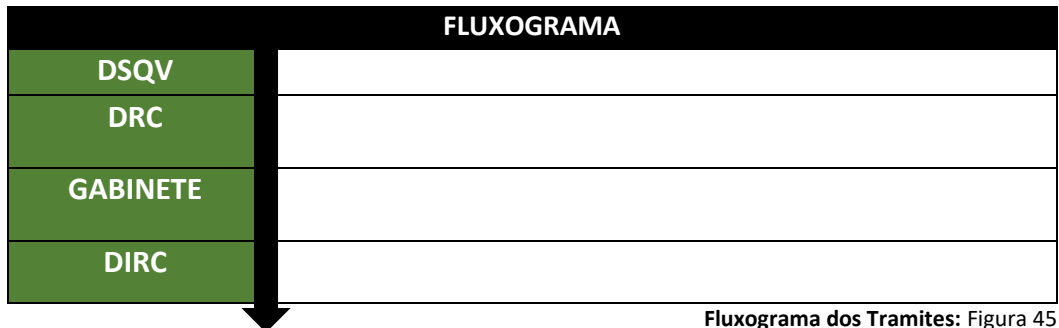 FLUXOGRAMA
DSQV
DRC
GABINETE
DIRC
Fluxograma dos Tramites: Figura 45